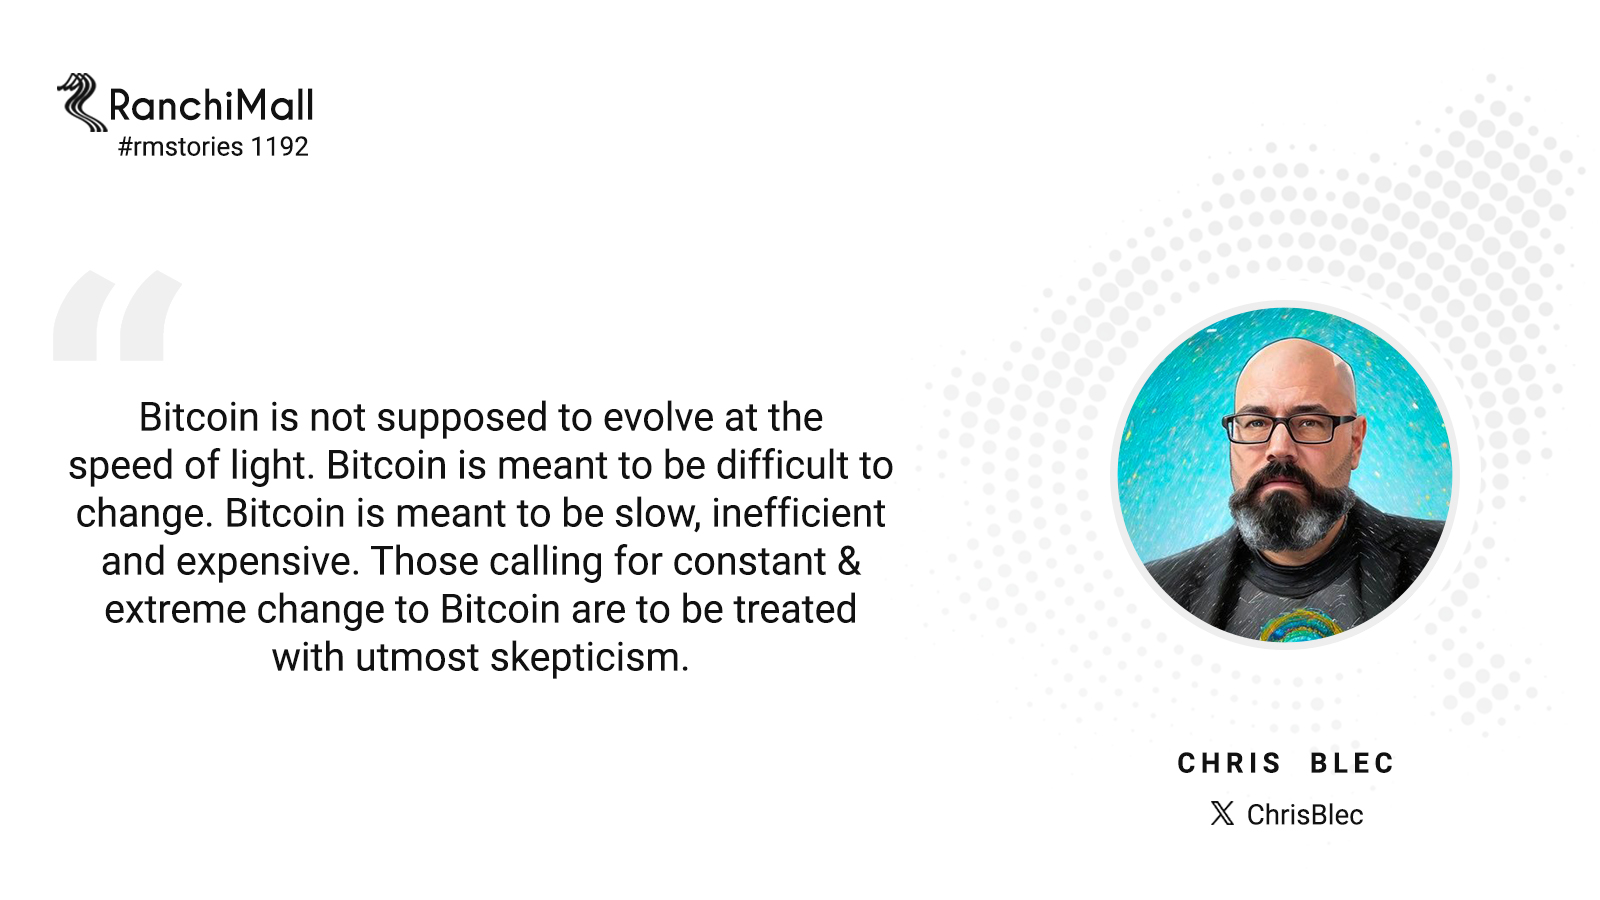 RanchiMall
#rmstories 1192
“
Bitcoin is not supposed to evolve at the
speed of light. Bitcoin is meant to be difficult to
change. Bitcoin is meant to be slow, inefficient
and expensive. Those calling for constant &
extreme change to Bitcoin are to be treated
with utmost skepticism.
CHRIS BLEC
𝕏 ChrisBlec